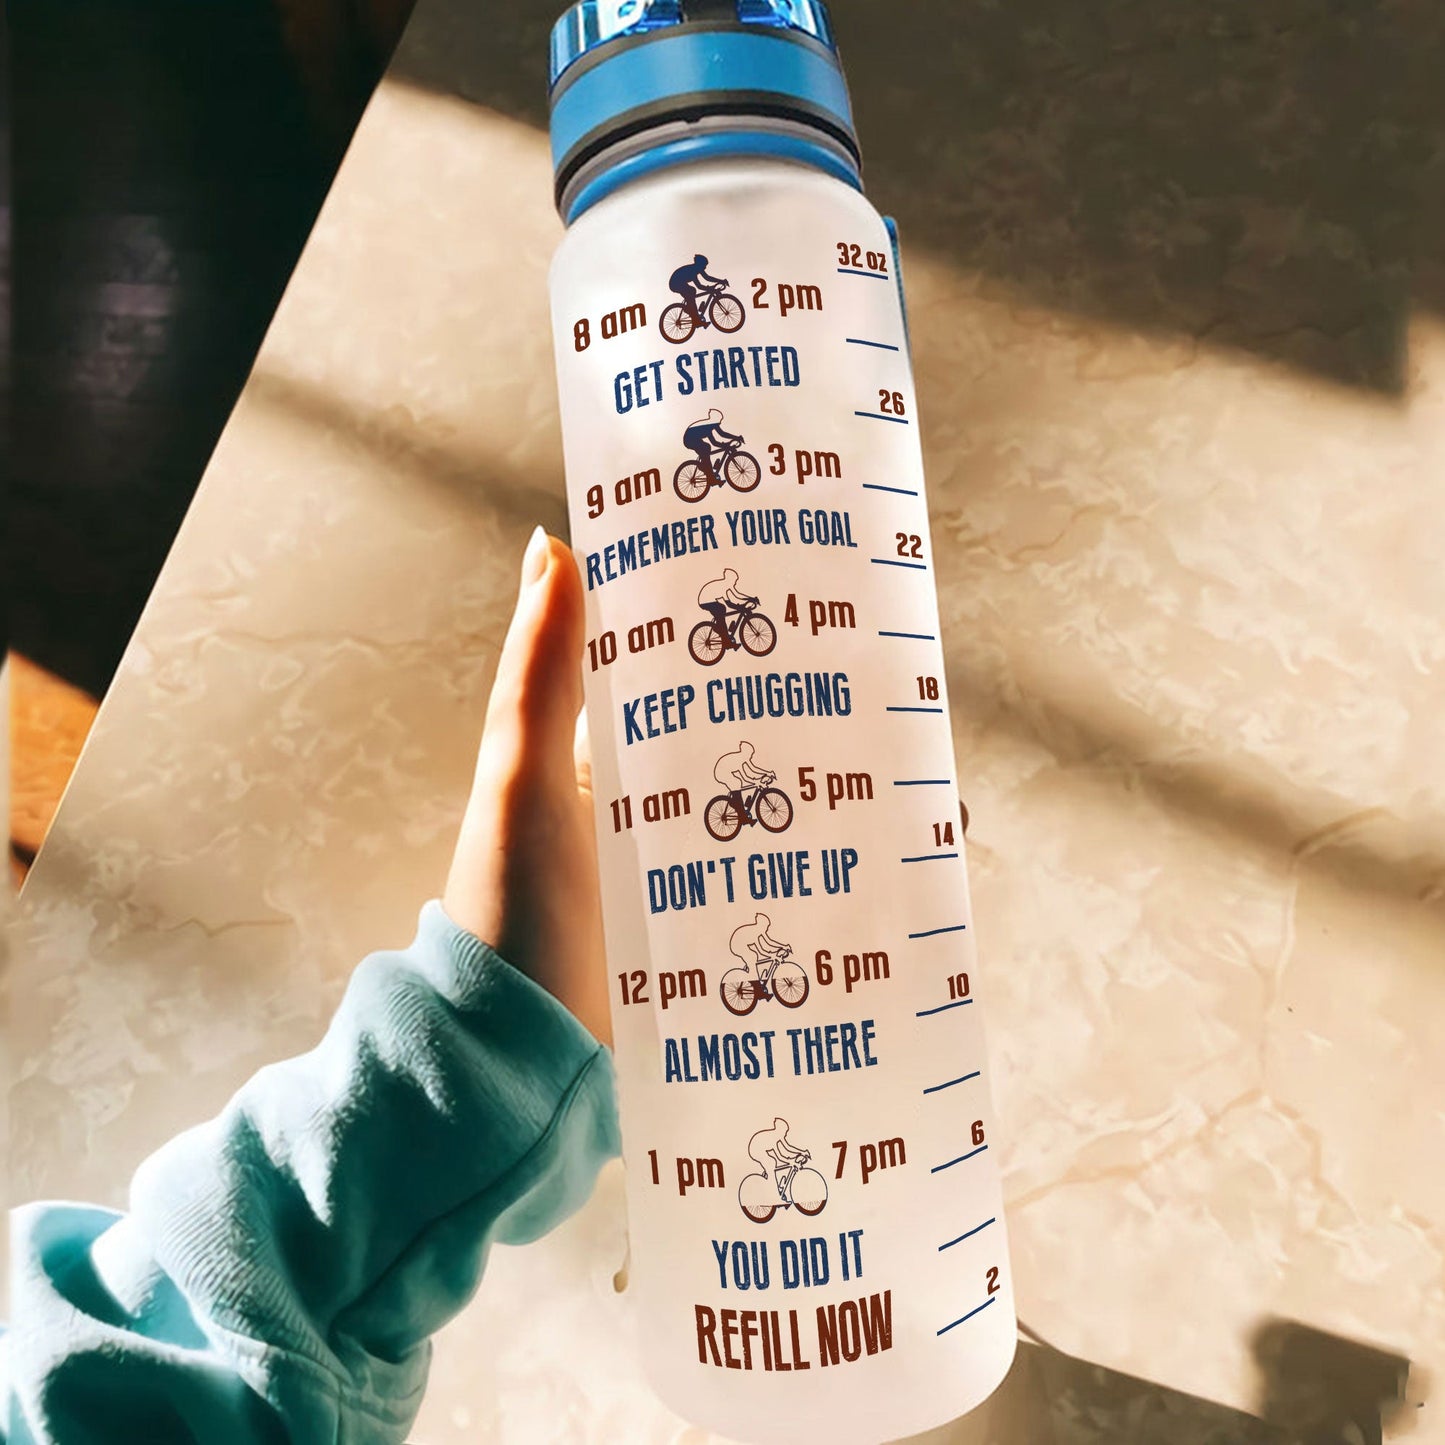 32 oz
8 am 2 pm
GET STARTED
26
9 am 3 pm
REMEMBER YOUR GOAL
22
10 am 4 pm
KEEP CHUGGING
18
11 am 5 pm
DON'T GIVE UP
14
12 pm 6 pm
ALMOST THERE
10
1 pm 7 pm
6
YOU DID IT
REFILL NOW
2